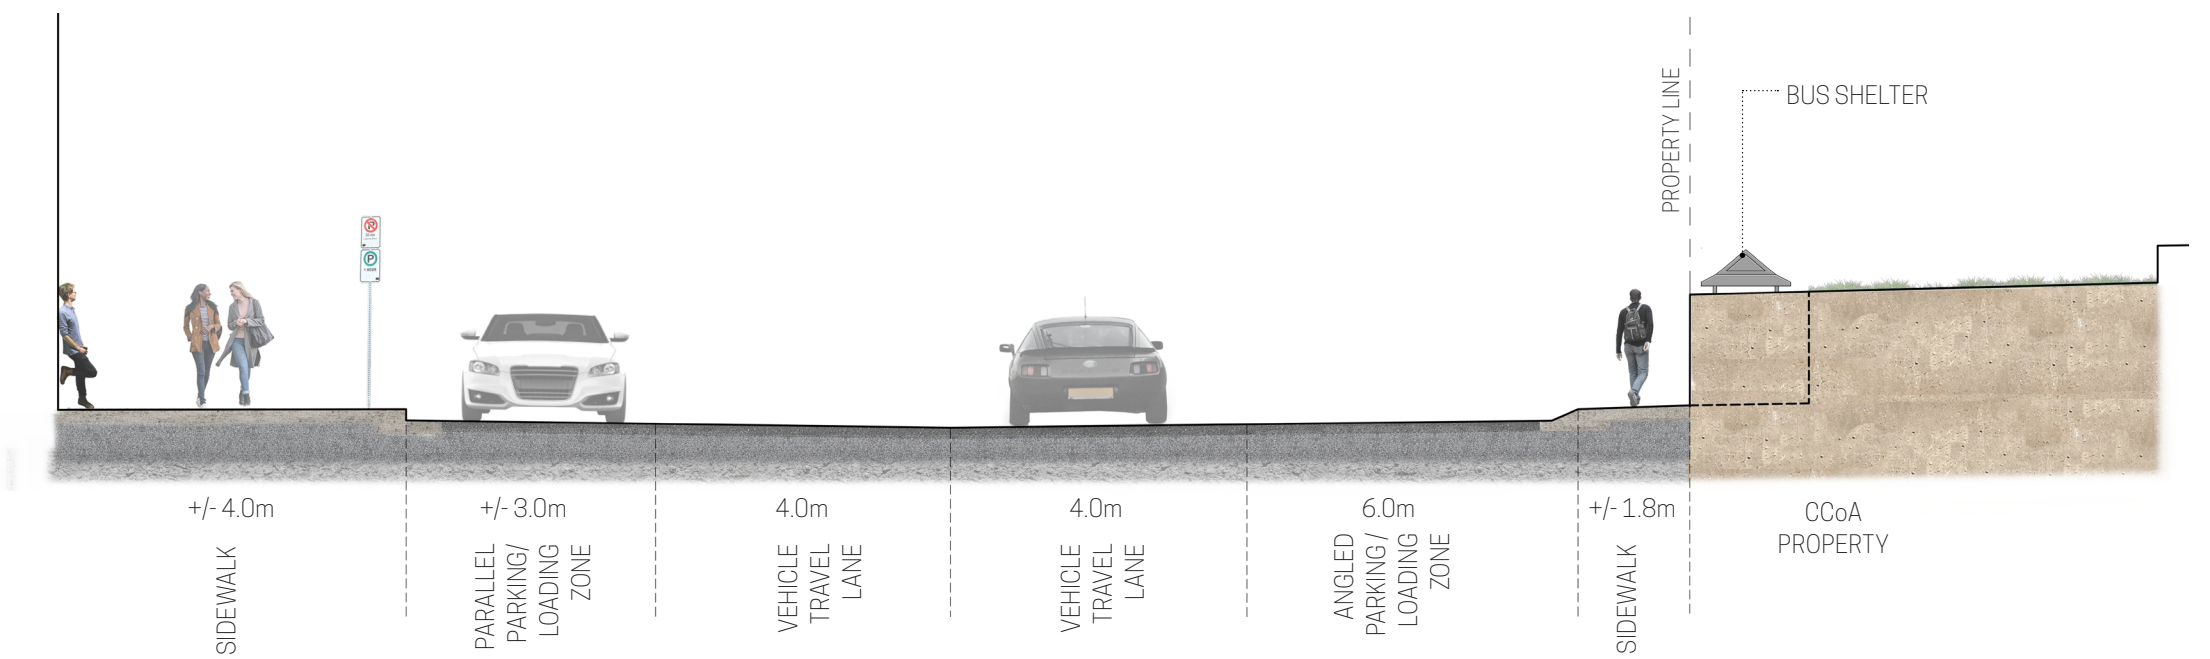 PROPERTY LINE
BUS SHELTER
P
+/- 4.0m
SIDEWALK
+/- 3.0m
PARALLEL
PARKING/
LOADING
ZONE
4.0m
VEHICLE
TRAVEL
LANE
4.0m
VEHICLE
TRAVEL
LANE
6.0m
ANGLED
PARKING /
LOADING
ZONE
+/- 1.8m
SIDEWALK
CCoA
PROPERTY